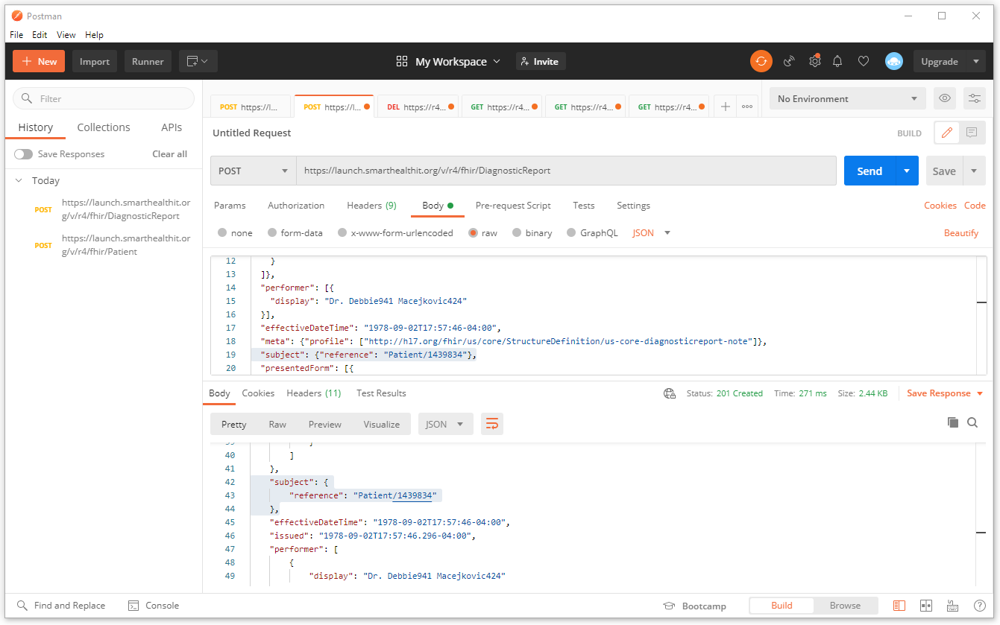 Postman
File Edit View Help
New Import Runner My Workspace Invite Upgrade
Filter
History Collections APIs
Save Responses Clear all
Today
POST https://launch.smarthealthit.or
g/v/r4/fhir/DiagnosticReport
POST https://launch.smarthealthit.or
g/v/r4/fhir/Patient
POST https://l... POST https://l... DEL https://r4... GET https://r4... GET https://r4... GET https://r4... No Environment
Untitled Request BUILD
POST https://launch.smarthealthit.org/v/r4/fhir/DiagnosticReport Send Save
Params Authorization Headers (9) Body Pre-request Script Tests Settings Cookies Code
none form-data x-www-form-urlencoded raw binary GraphQL JSON Beautify
12 }
13 ]},
14 "performer": [{
15 "display": "Dr. Debbie941 Macejkovic424"
16 }],
17 "effectiveDateTime": "1978-09-02T17:57:46-04:00",
18 "meta": {"profile": ["http://hl7.org/fhir/us/core/StructureDefinition/us-core-diagnosticreport-note"]},
19 "subject": {"reference": "Patient/1439834"},
20 "presentedForm": [{
Body Cookies Headers (11) Test Results Status: 201 Created Time: 271 ms Size: 2.44 KB Save Response
Pretty Raw Preview Visualize JSON
39 }
40 ]
41 },
42 "subject": {
43 "reference": "Patient/1439834"
44 },
45 "effectiveDateTime": "1978-09-02T17:57:46-04:00",
46 "issued": "1978-09-02T17:57:46.296-04:00",
47 "performer": [
48 {
49 "display": "Dr. Debbie941 Macejkovic424"
Find and Replace Console Bootcamp Build Browse